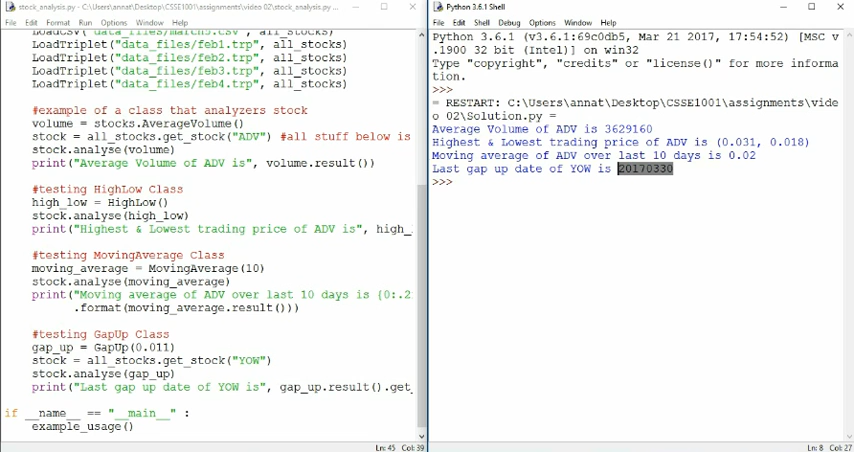 stock_analysis.py - C:\Users\annat\Desktop\CSSE1001\assignments\video 02\stock_analysis.py ...
File Edit Format Run Options Window Help
LoadCSV("data_files/march5.csv", all_stocks)
LoadTriplet("data_files/feb1.trp", all_stocks)
LoadTriplet("data_files/feb2.trp", all_stocks)
LoadTriplet("data_files/feb3.trp", all_stocks)
LoadTriplet("data_files/feb4.trp", all_stocks)
#example of a class that analyzers stock
volume = stocks.AverageVolume()
stock = all_stocks.get_stock("ADV") #all stuff below is
stock.analyse(volume)
print("Average Volume of ADV is", volume.result())
#testing HighLow Class
high_low = HighLow()
stock.analyse(high_low)
print("Highest & Lowest trading price of ADV is", high_
#testing MovingAverage Class
moving_average = MovingAverage(10)
stock.analyse(moving_average)
print("Moving average of ADV over last 10 days is {0:.2
.format(moving_average.result()))
#testing GapUp Class
gap_up = GapUp(0.011)
stock = all_stocks.get_stock("YOW")
stock.analyse(gap_up)
print("Last gap up date of YOW is", gap_up.result().get_
if __name__ == "__main__" :
example_usage()
Ln: 45 Col: 39
Python 3.6.1 Shell
File Edit Shell Debug Options Window Help
Python 3.6.1 (v3.6.1:69c0db5, Mar 21 2017, 17:54:52) [MSC v
.1900 32 bit (Intel)] on win32
Type "copyright", "credits" or "license()" for more informa
tion.
>>>
= RESTART: C:\Users\annat\Desktop\CSSE1001\assignments\vide
o 02\Solution.py =
Average Volume of ADV is 3629160
Highest & Lowest trading price of ADV is (0.031, 0.018)
Moving average of ADV over last 10 days is 0.02
Last gap up date of YOW is 20170330
>>>
Ln: 8 Col: 27